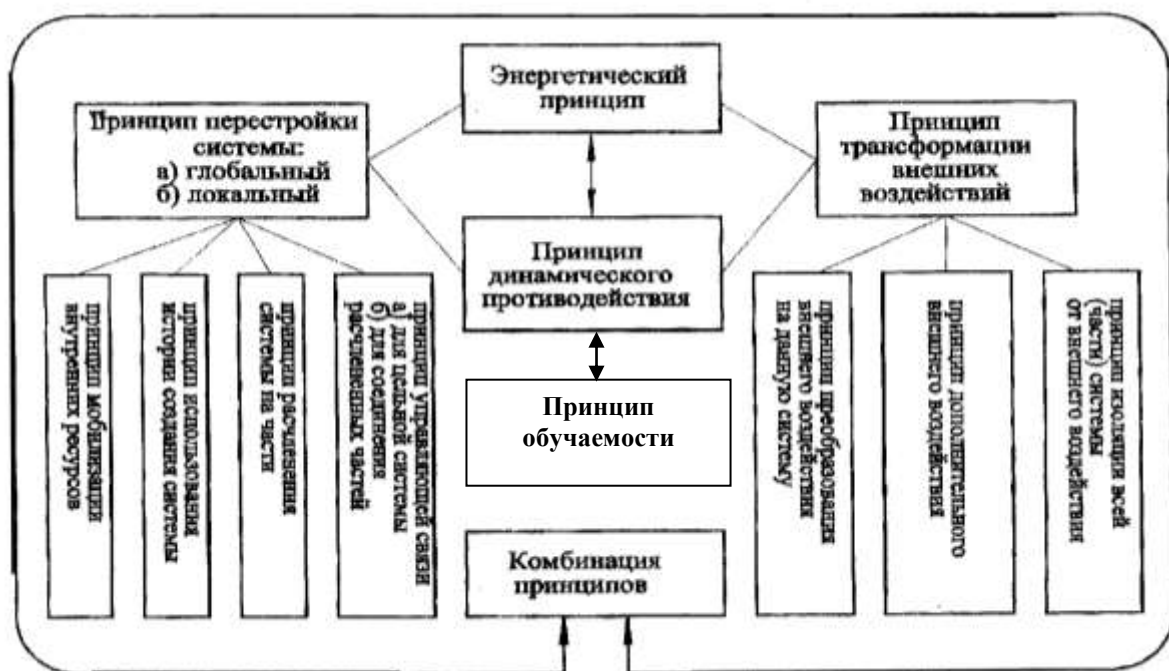 Энергетический
принцип
Принцип перестройки
системы:
а) глобальный
б) локальный
Принцип
трансформации
внешних
воздействий
Принцип
динамического
противодействия
принцип мобилизации
внутренних ресурсов
принцип использования
истории создания системы
принцип расчленения
системы на части
принцип управляющей связи
а) для цельной системы
б) для соединения
расчлененных частей
Принцип
обучаемости
принцип преобразования
внешнего воздействия
на данную систему
принцип дополнительного
внешнего воздействия
принцип изоляции всей
(части) системы
от внешнего воздействия
Комбинация
принципов